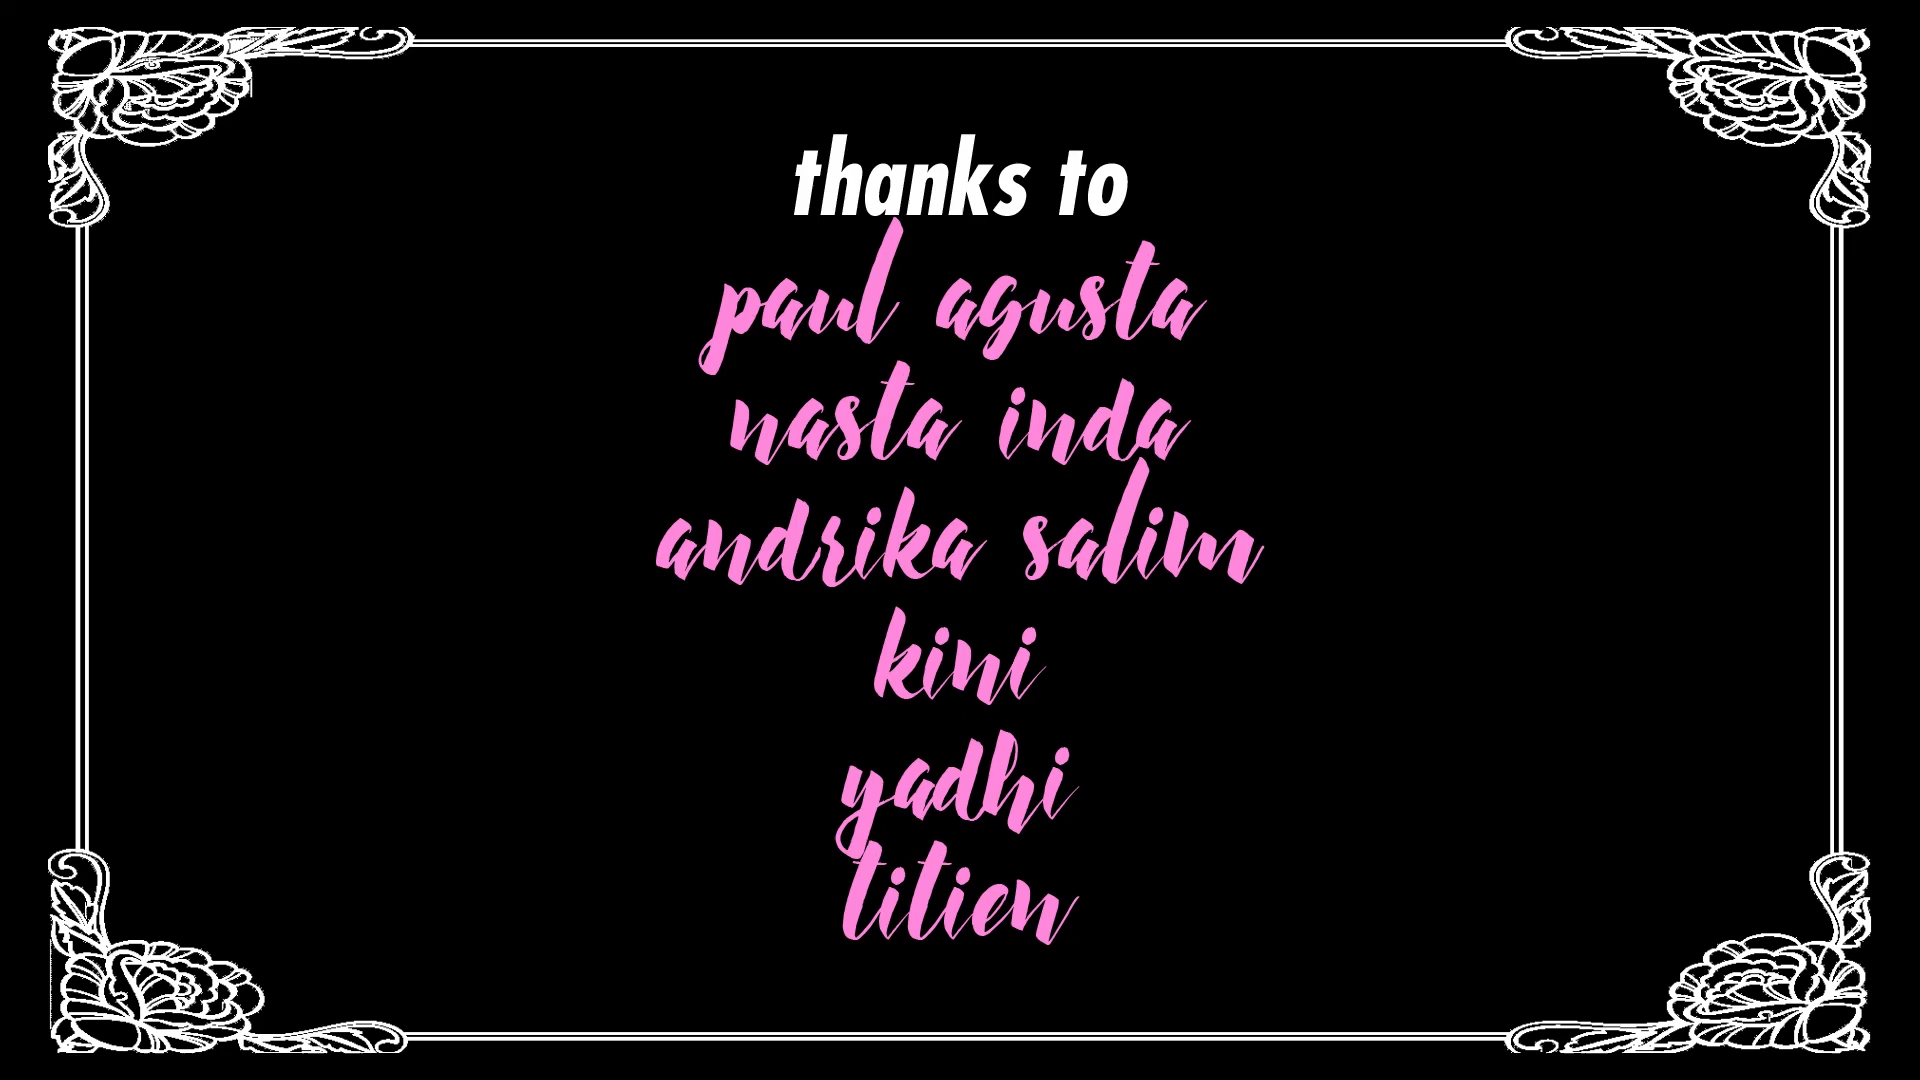 thanks to
paul agusta
nasta inda
andrika salim
kini
yadhi
titien